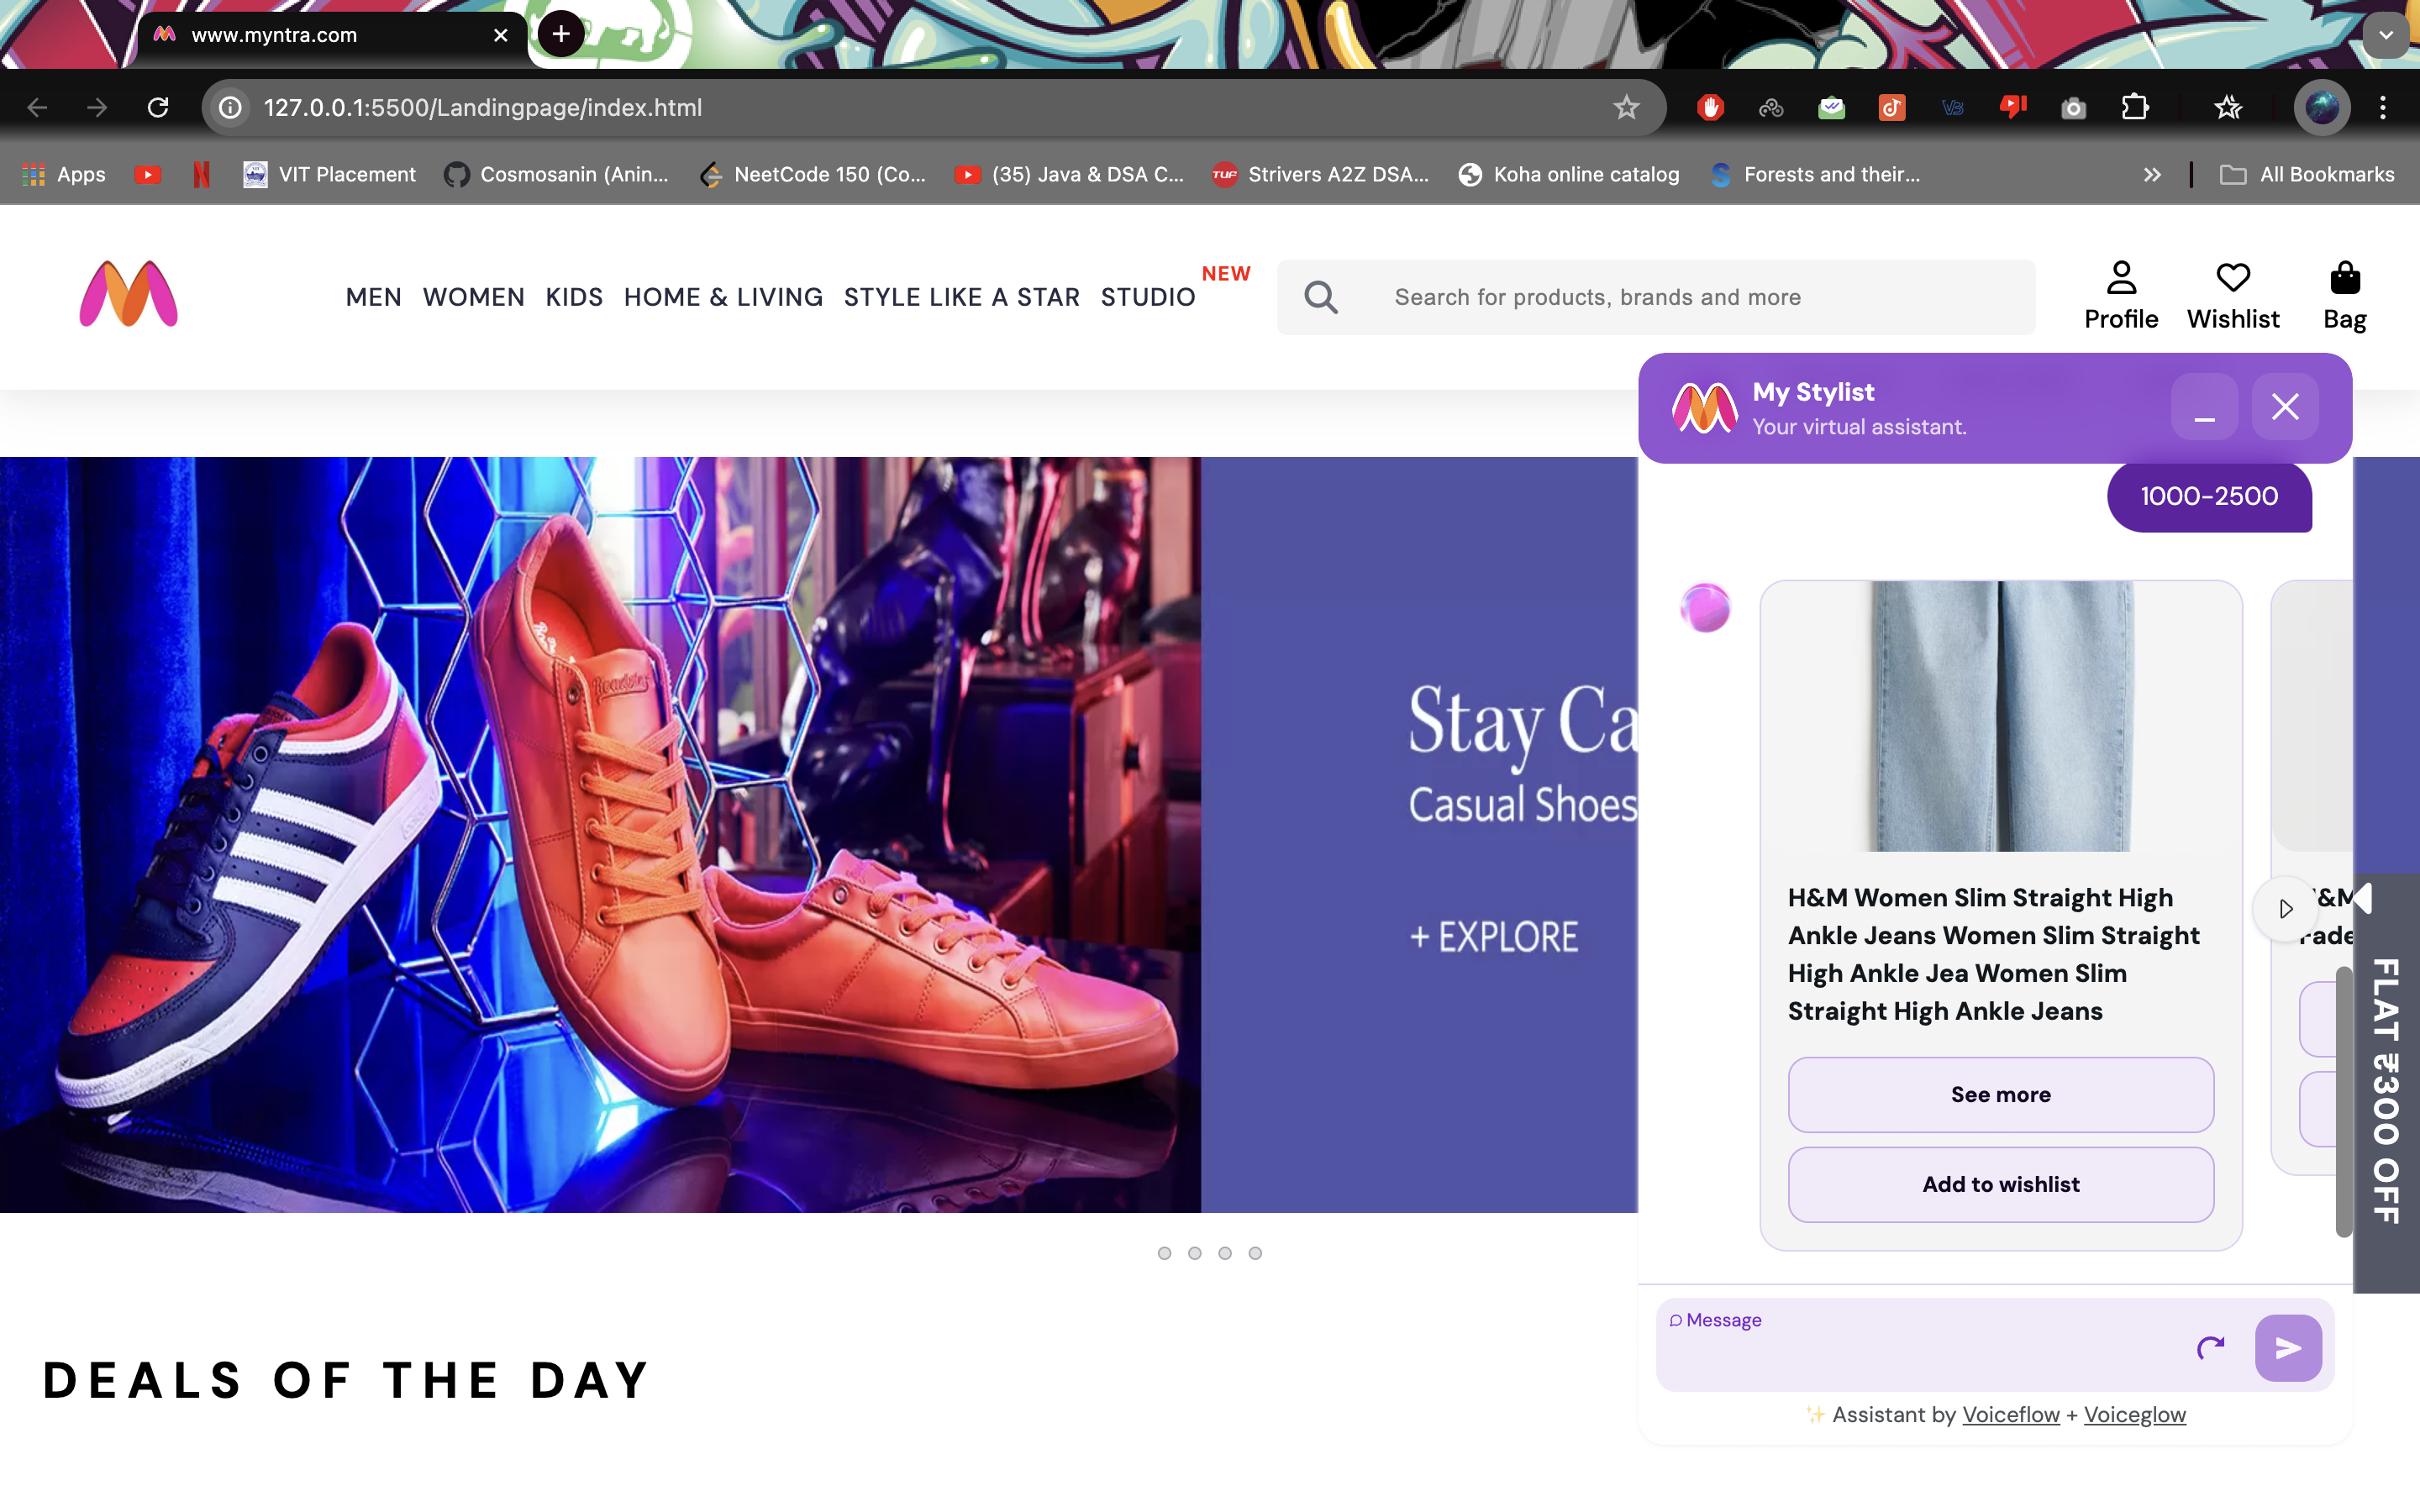 www.myntra.com
127.0.0.1:5500/Landingpage/index.html
Apps
VIT Placement
Cosmosanin (Anin...
NeetCode 150 (Co...
(35) Java & DSA C...
TUF
Strivers A2Z DSA...
Koha online catalog
Forests and their...
All Bookmarks
MEN WOMEN KIDS HOME & LIVING STYLE LIKE A STAR STUDIO NEW
Search for products, brands and more
Profile
Wishlist
Bag
My Stylist
Your virtual assistant.
1000-2500
Stay Ca
Casual Shoes
+ EXPLORE
H&M Women Slim Straight High
Ankle Jeans Women Slim Straight
High Ankle Jea Women Slim
Straight High Ankle Jeans
See more
Add to wishlist
FLAT ₹300 OFF
Message
✨ Assistant by Voiceflow + Voiceglow
DEALS OF THE DAY